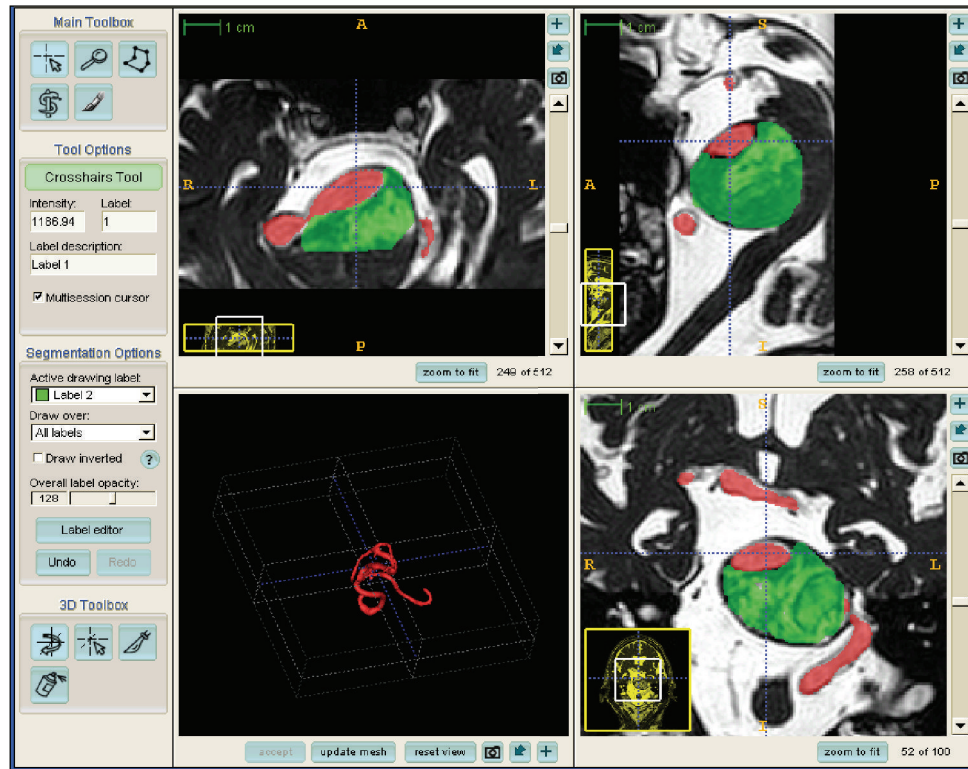 Main Toolbox
Tool Options
Crosshairs Tool
Intensity: Label:
1186.94 1
Label description:
Label 1
Multisession cursor
Segmentation Options
Active drawing label:
Label 2
Draw over:
All labels
Draw inverted ?
Overall label opacity:
128
Label editor
Undo Redo
3D Toolbox
1 cm A
R L
P
zoom to fit 249 of 512
1 cm S
A P
I
zoom to fit 258 of 512
accept update mesh reset view
1 cm S
R L
I
zoom to fit 52 of 100